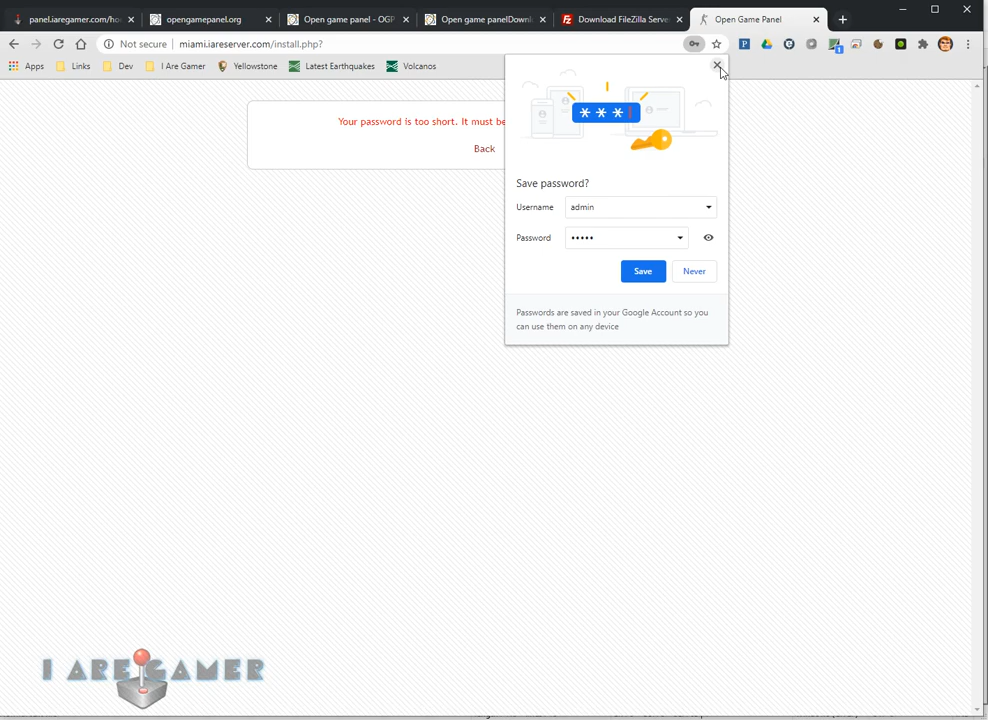 panel.iaregamer.com/ho
opengamepanel.org
Open game panel - OGP
Open game panelDownl
Download FileZilla Serve
Open Game Panel
Not secure
miami.iareserver.com/install.php?
Apps
Links
Dev
I Are Gamer
Yellowstone
Latest Earthquakes
Volcanos
Your password is too short. It must be
Back
* * *
Save password?
Username
admin
Password
•••••
Save
Never
Passwords are saved in your Google Account so you
can use them on any device
I ARE GAMER